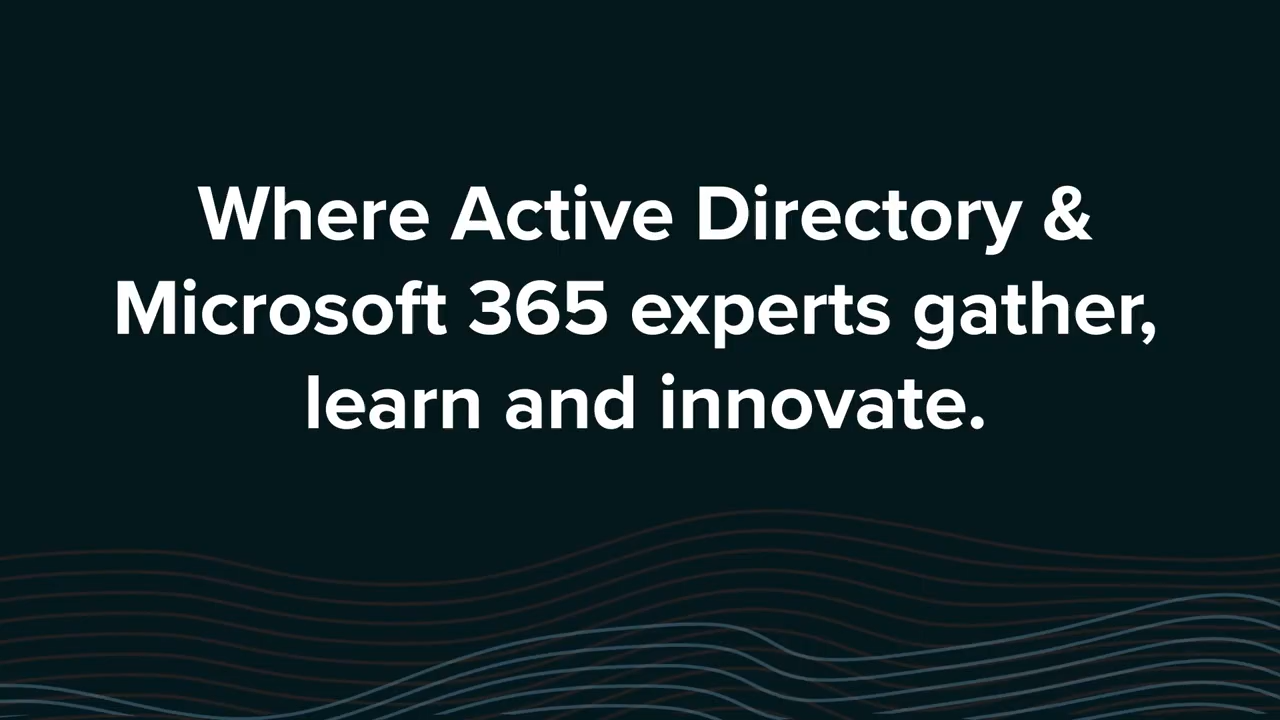 Where Active Directory &
Microsoft 365 experts gather,
learn and innovate.